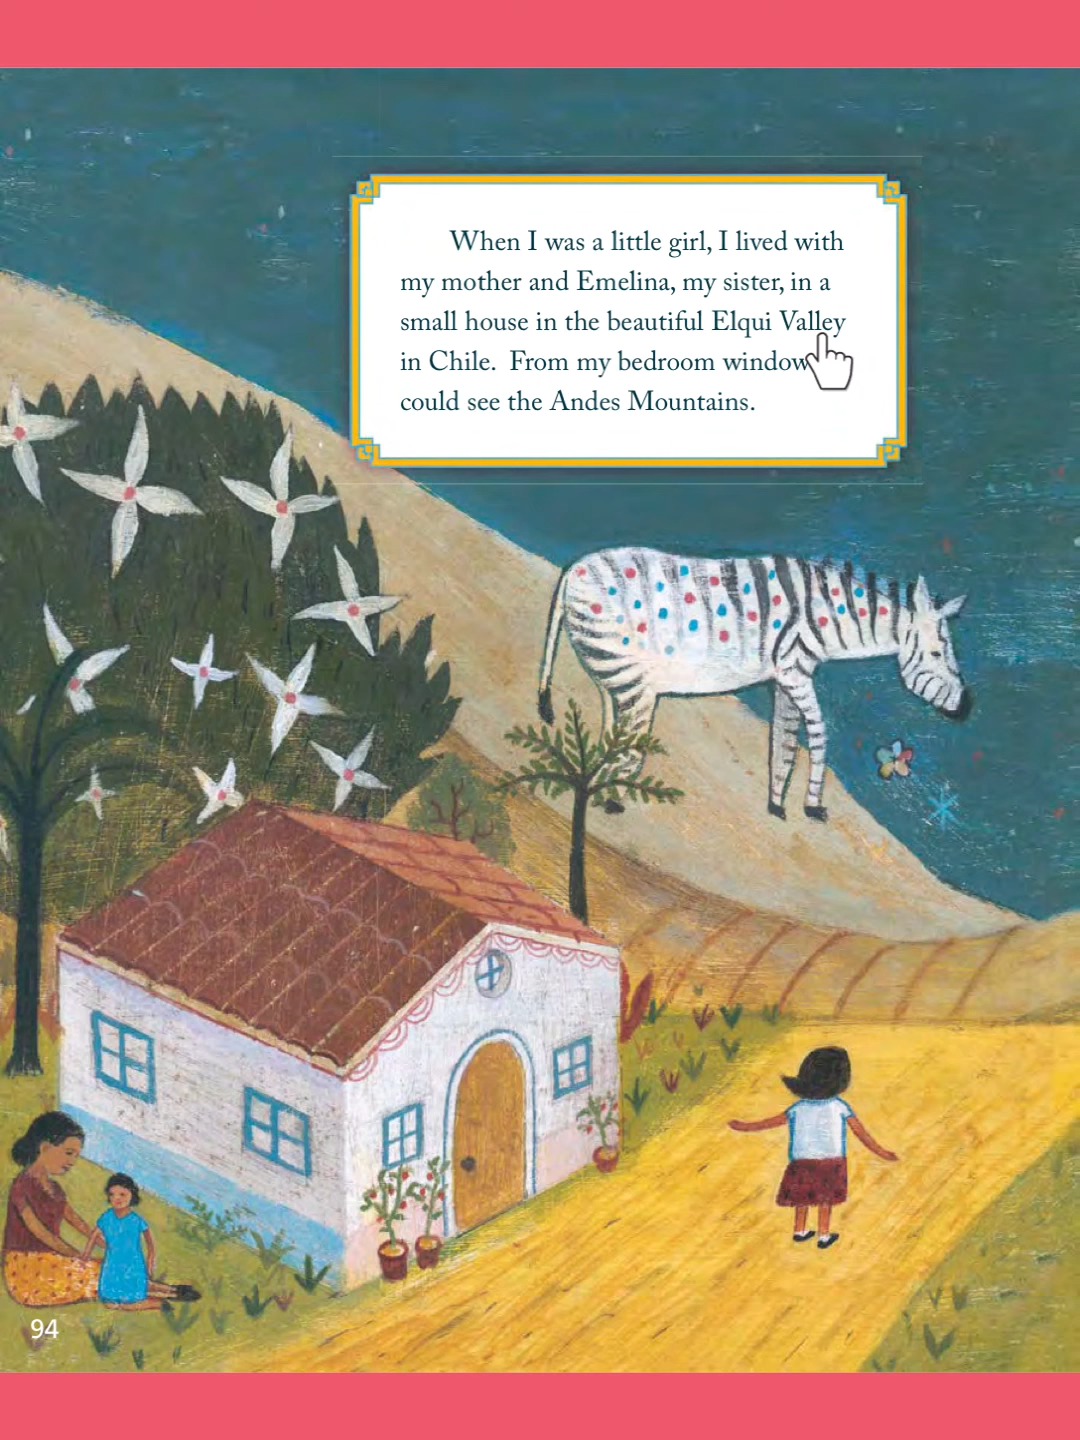 When I was a little girl, I lived with
my mother and Emelina, my sister, in a
small house in the beautiful Elqui Valley
in Chile. From my bedroom window
could see the Andes Mountains.
94